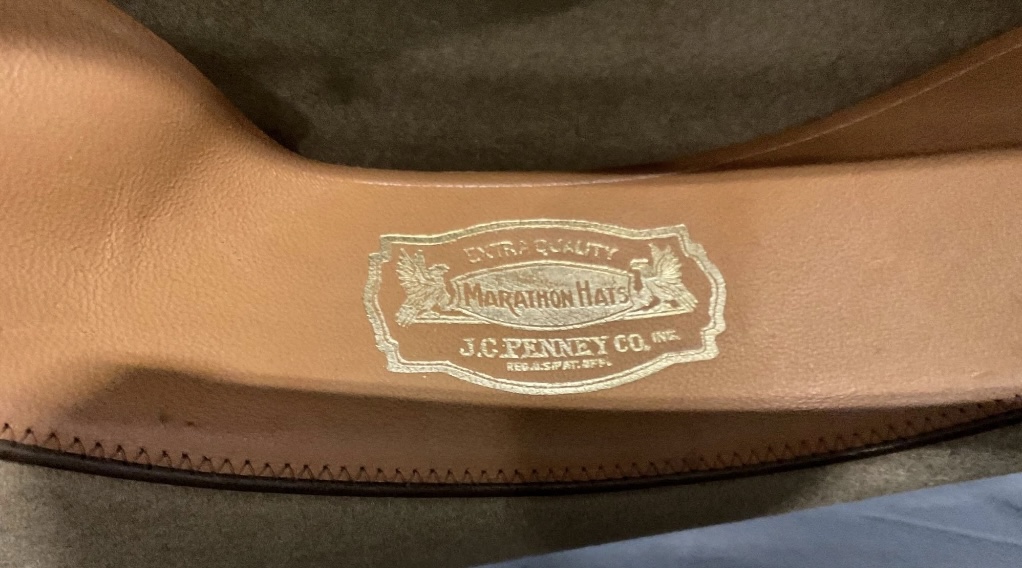 EXTRA QUALITY
MARATHON HATS
J.C. PENNEY CO. INC.
REG. U.S. PAT. OFF.